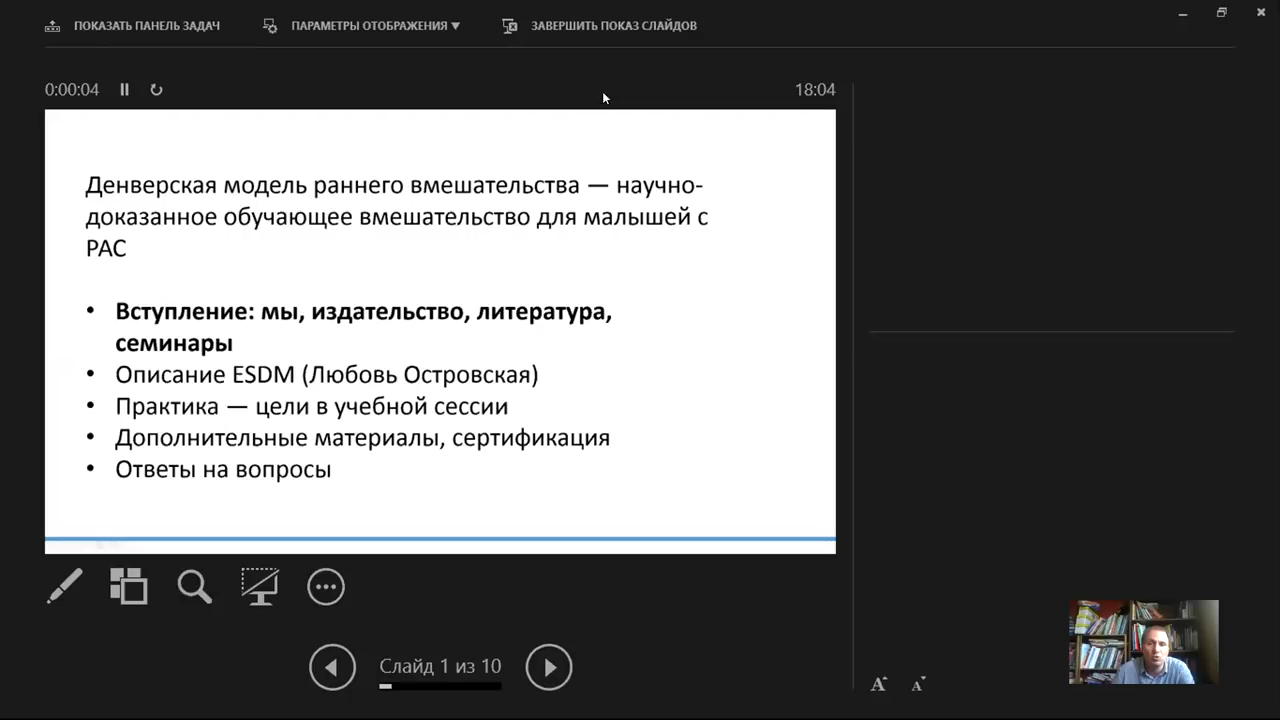 ПОКАЗАТЬ ПАНЕЛЬ ЗАДАЧ
ПАРАМЕТРЫ ОТОБРАЖЕНИЯ
ЗАВЕРШИТЬ ПОКАЗ СЛАЙДОВ
0:00:04
18:04
Денверская модель раннего вмешательства — научно-
доказанное обучающее вмешательство для малышей с
РАС
• Вступление: мы, издательство, литература,
семинары
• Описание ESDM (Любовь Островская)
• Практика — цели в учебной сессии
• Дополнительные материалы, сертификация
• Ответы на вопросы
Слайд 1 из 10
A A